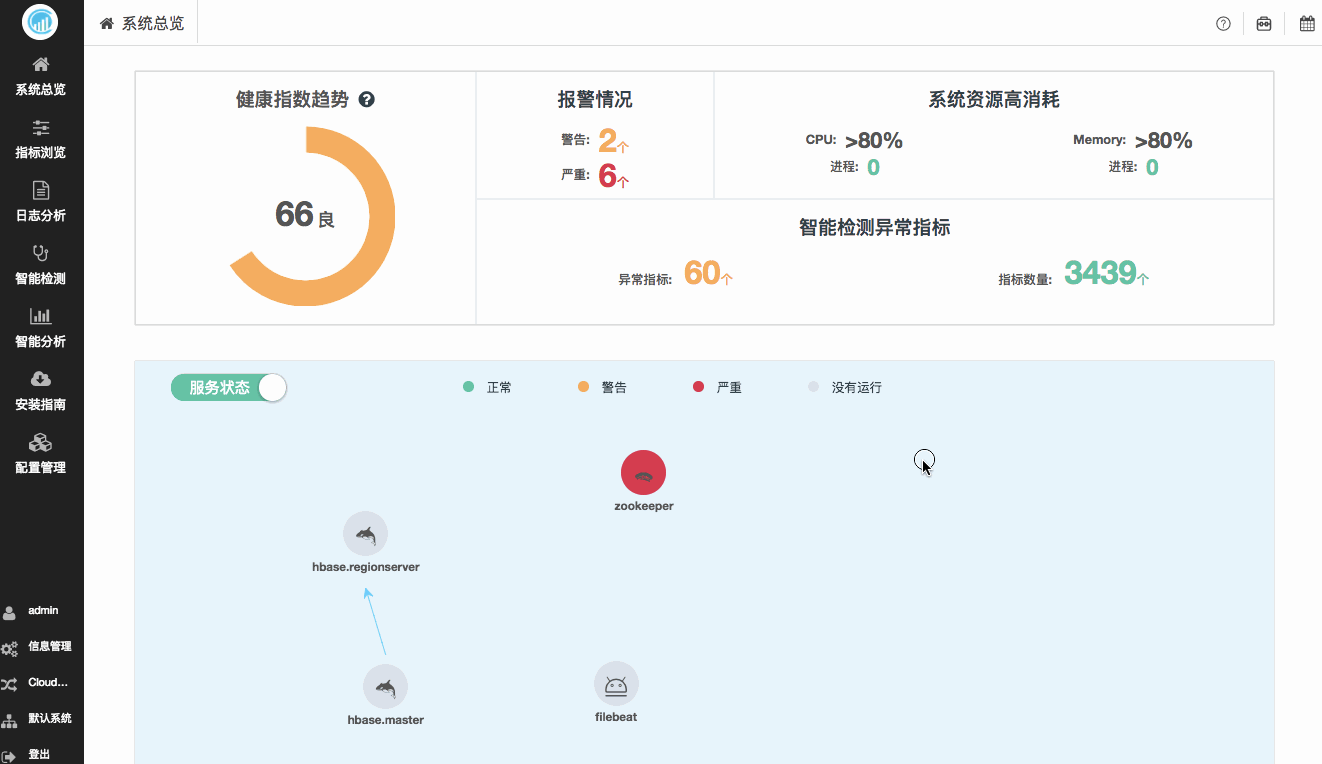 系统总览
系统总览
指标浏览
日志分析
智能检测
智能分析
安装指南
配置管理
admin
信息管理
Cloud...
默认系统
登出
健康指数趋势
66 良
报警情况
警告: 2个
严重: 6个
系统资源高消耗
CPU: >80%
进程: 0
Memory: >80%
进程: 0
智能检测异常指标
异常指标: 60个
指标数量: 3439个
服务状态
正常
警告
严重
没有运行
zookeeper
hbase.regionserver
hbase.master
filebeat